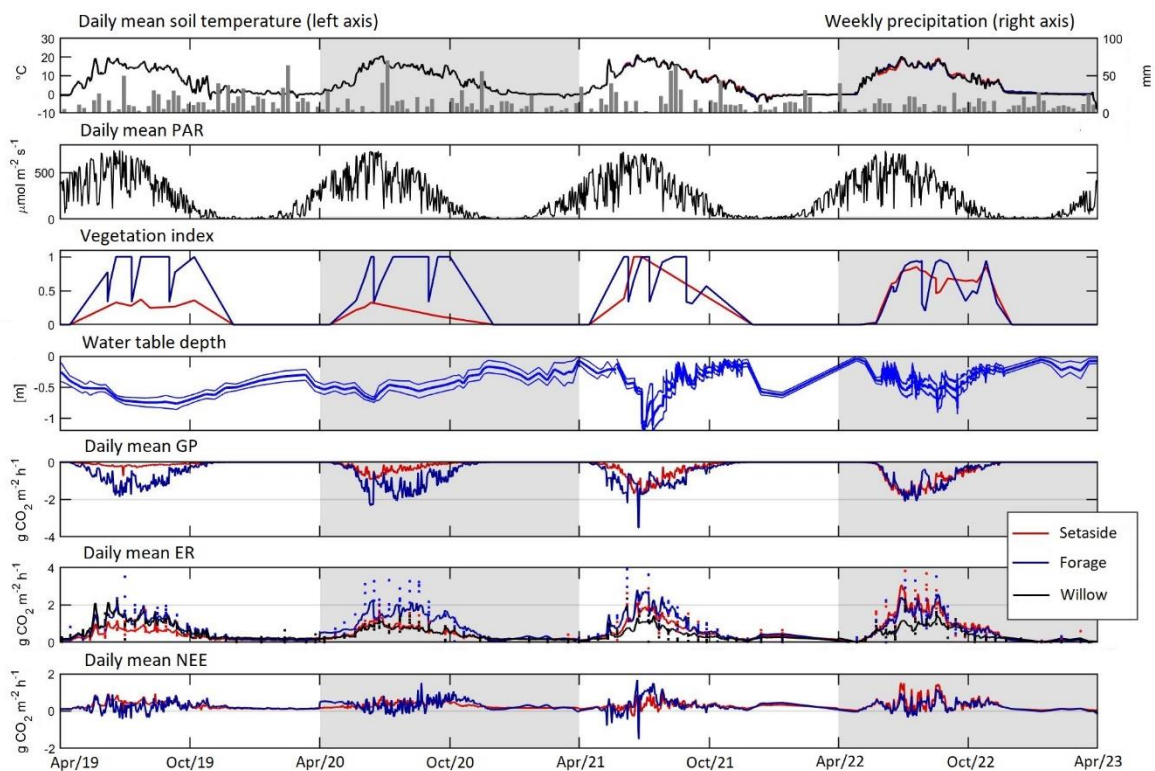 Daily mean soil temperature (left axis) Weekly precipitation (right axis)
30 100
20
°C 10 50 mm
0
-10 0
Daily mean PAR
500
μmol m⁻² s⁻¹
0
Vegetation index
1
0.5
0
Water table depth
0
[m] -0.5
-1
Daily mean GP
0
g CO₂ m⁻² h⁻¹ -2
-4
Setaside
Forage
Willow
Daily mean ER
4
g CO₂ m⁻² h⁻¹ 2
0
Daily mean NEE
2
g CO₂ m⁻² h⁻¹ 0
-2
Apr/19 Oct/19 Apr/20 Oct/20 Apr/21 Oct/21 Apr/22 Oct/22 Apr/23